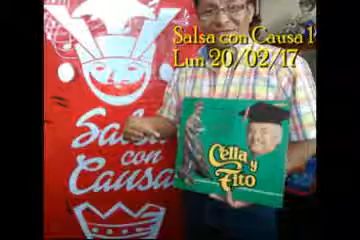 Salsa con Causa 1
Lun 20/02/17
Salsa
con
Causa
Celia y
Tito